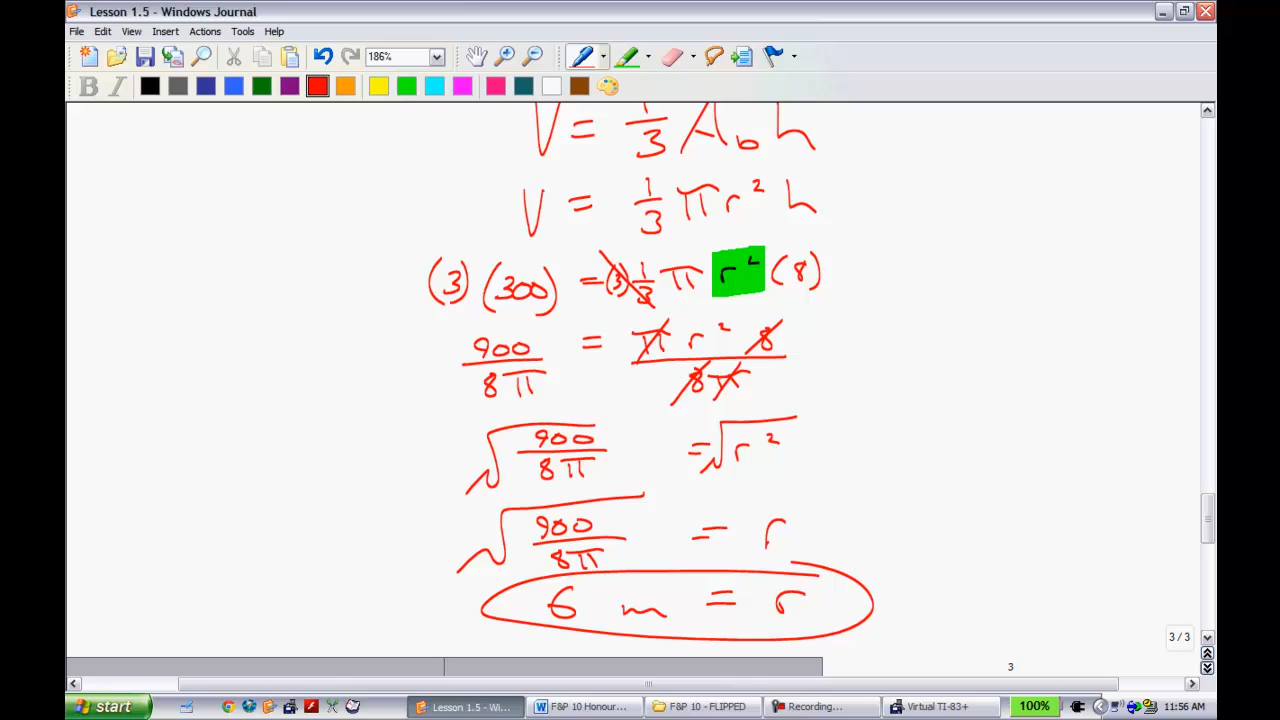 Lesson 1.5 - Windows Journal
File Edit View Insert Actions Tools Help
186%
B I
V = 1/3 A_b h
V = 1/3 π r² h
(3) (300) = (3) 1/3 π r² (8)
900/8π = π r² 8 / 8π
√(900/8π) = √r²
√(900/8π) = r
6 m = r
3 / 3
3
start
Lesson 1.5 - Wi...
F&P 10 Honour...
F&P 10 - FLIPPED
Recording...
Virtual TI-83+
100%
11:56 AM